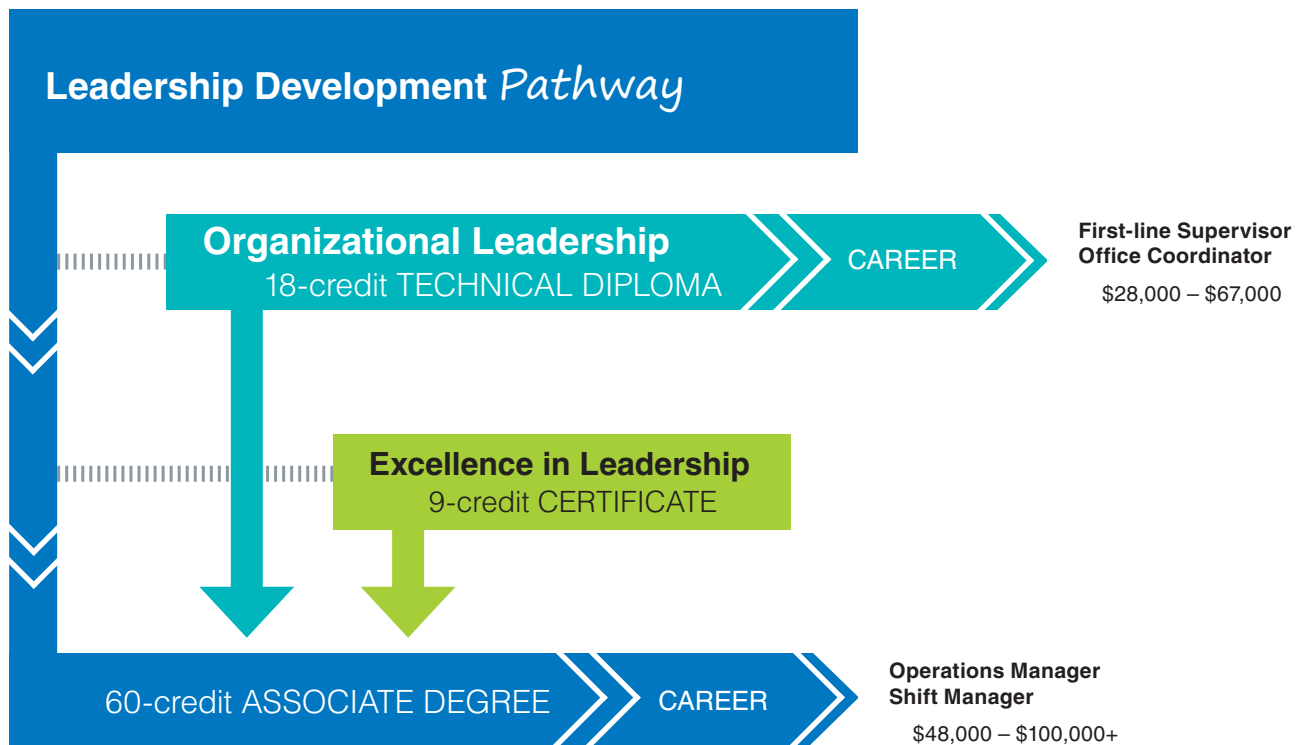 Leadership Development Pathway
Organizational Leadership
18-credit TECHNICAL DIPLOMA
CAREER
First-line Supervisor
Office Coordinator
$28,000 – $67,000
Excellence in Leadership
9-credit CERTIFICATE
60-credit ASSOCIATE DEGREE
CAREER
Operations Manager
Shift Manager
$48,000 – $100,000+